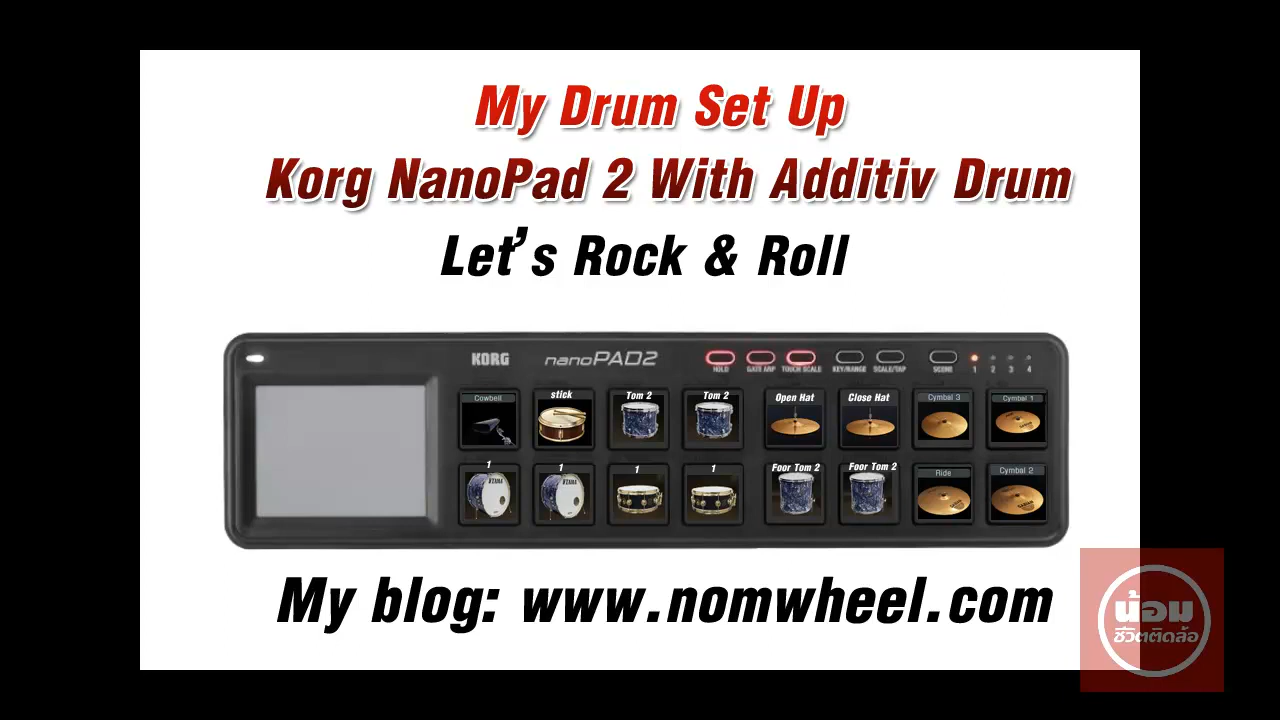 My Drum Set Up
Korg NanoPad 2 With Additiv Drum
Let's Rock & Roll
KORG nanoPAD2
HOLD GATE ARP TOUCH SCALE KEY/RANGE SCALE/TAP SCENE 1 2 3 4
Cowbell stick Tom 2 Tom 2 Open Hat Close Hat Cymbal 3 Cymbal 1
1 1 1 1 Foor Tom 2 Foor Tom 2 Ride Cymbal 2
TAMA TAMA
My blog: www.nomwheel.com
น้อม
ชีวิตติดล้อ